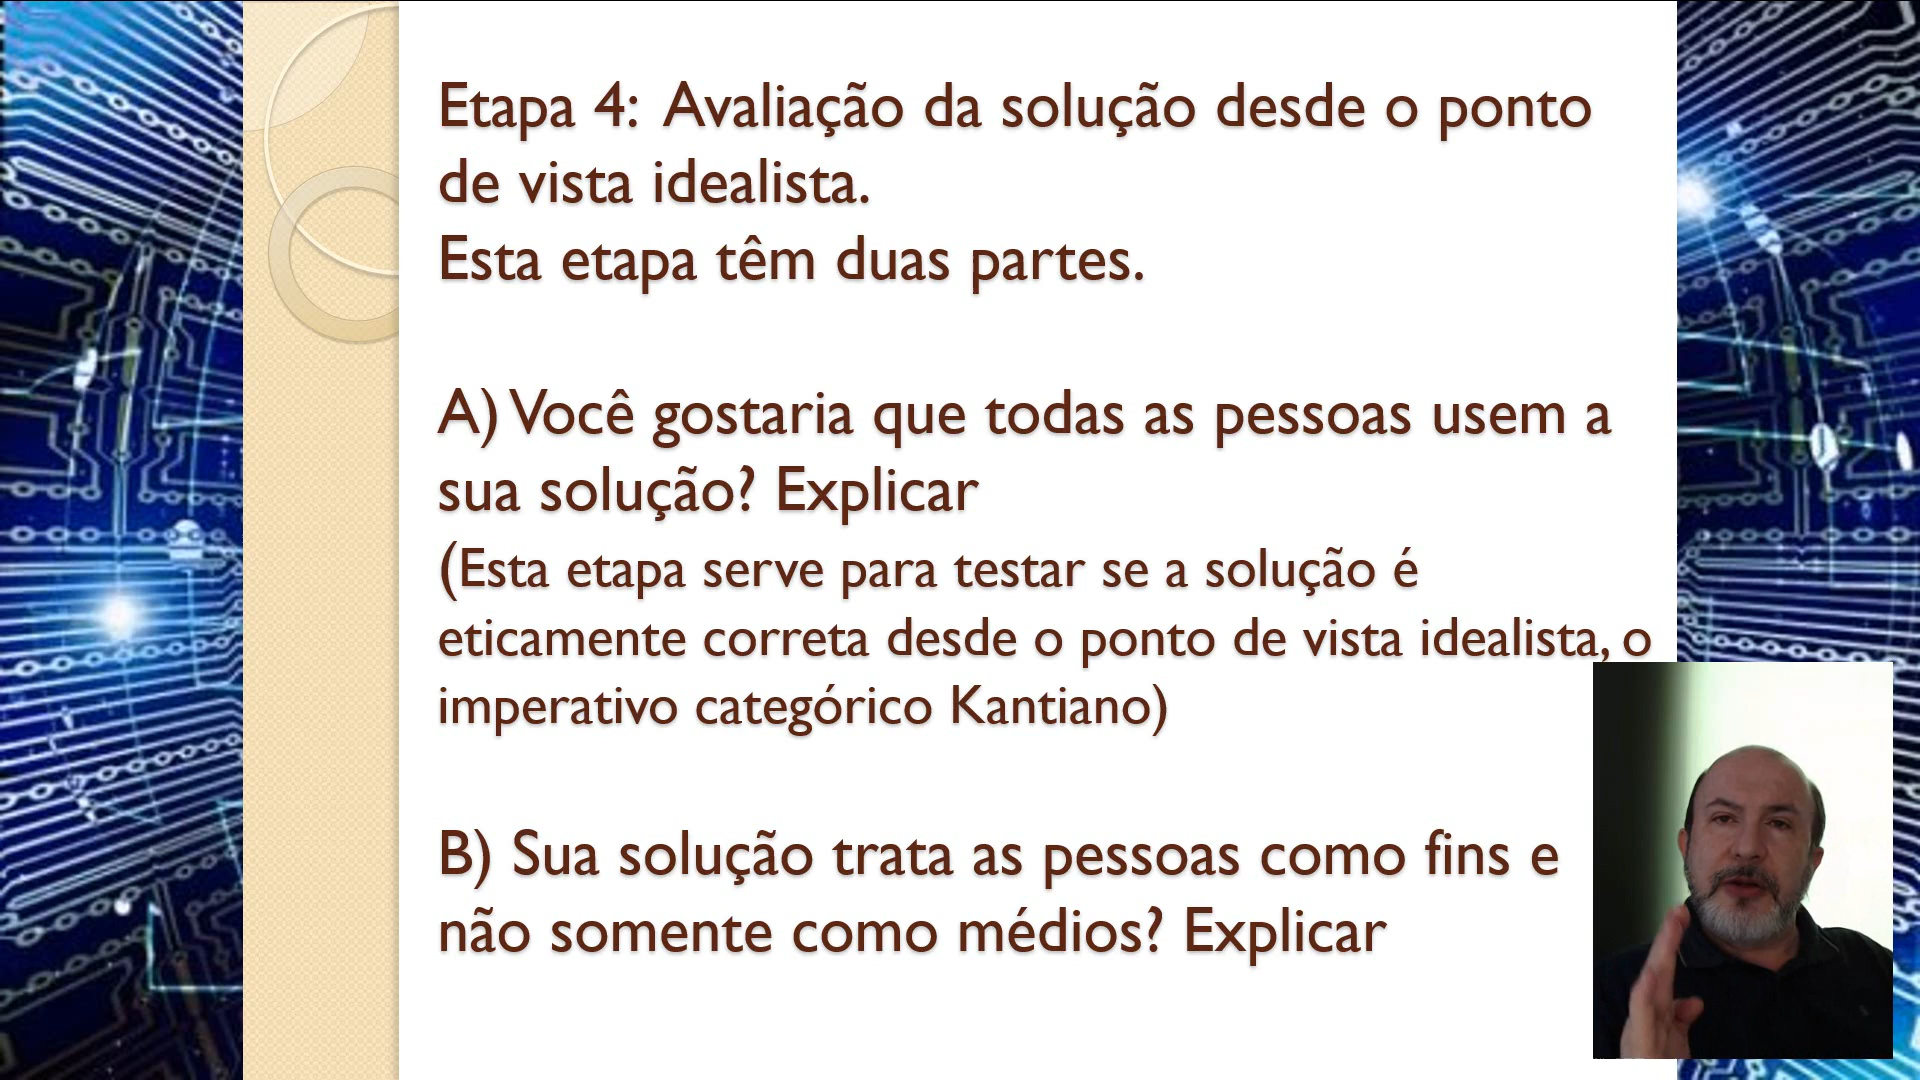 Etapa 4: Avaliação da solução desde o ponto
de vista idealista.
Esta etapa têm duas partes.
A) Você gostaria que todas as pessoas usem a
sua solução? Explicar
(Esta etapa serve para testar se a solução é
eticamente correta desde o ponto de vista idealista, o
imperativo categórico Kantiano)
B) Sua solução trata as pessoas como fins e
não somente como médios? Explicar